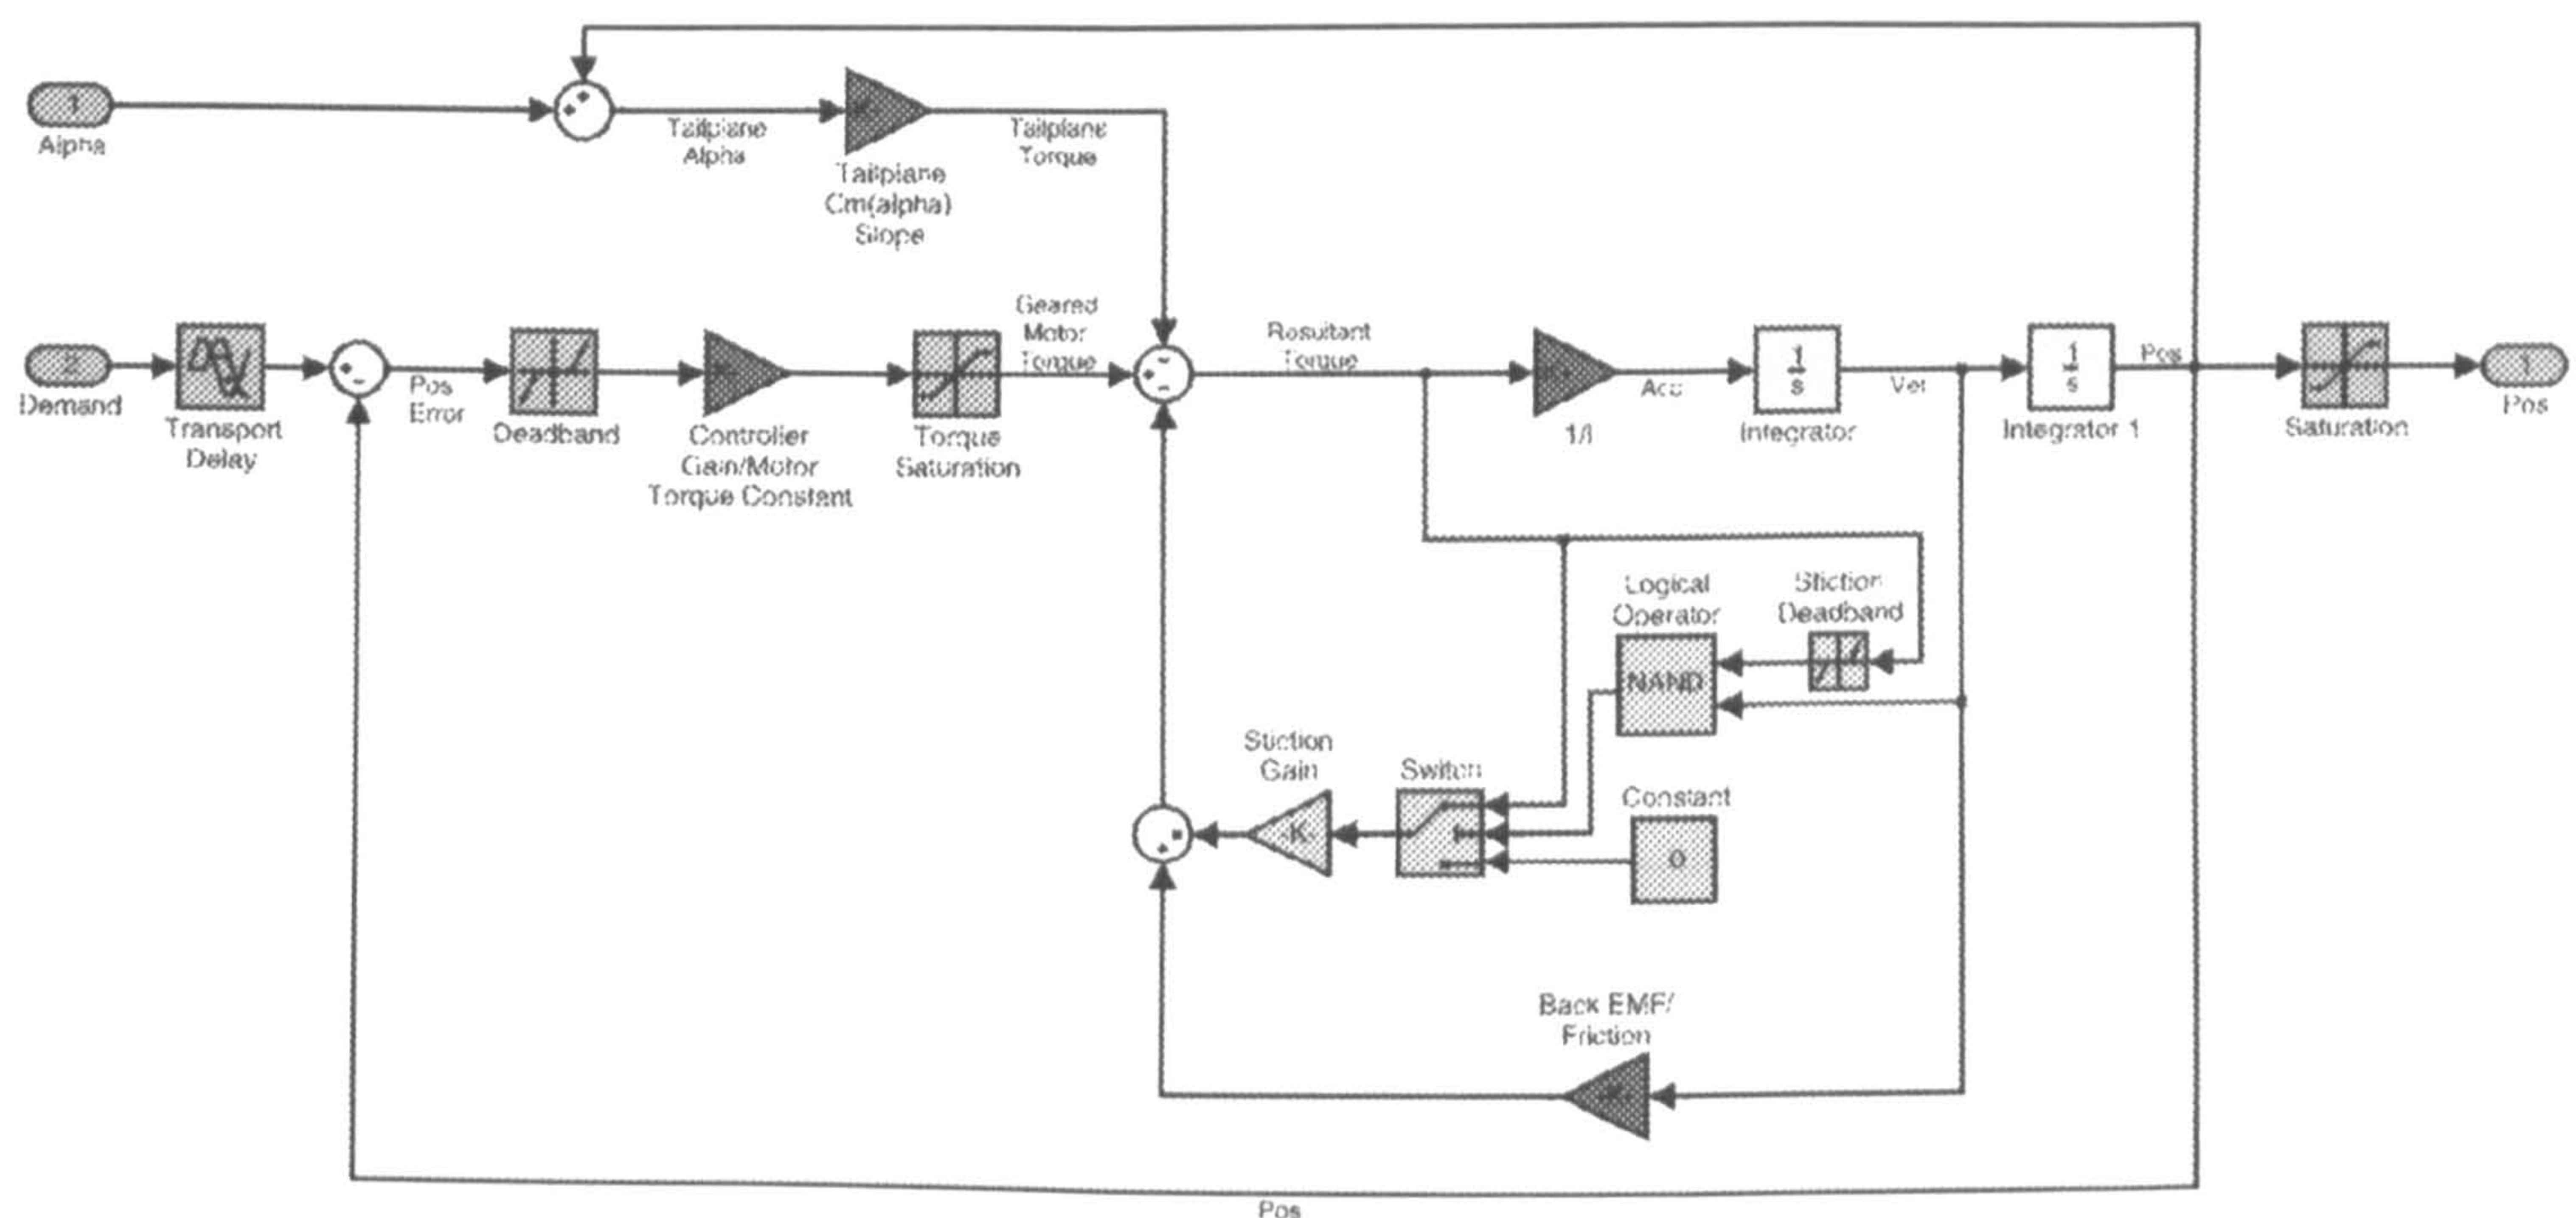 1
Alpha
Tailplane
Alpha
Tailplane
Cm(alpha)
Slope
Tailplane
Torque
2
Demand
Transport
Delay
Pos
Error
Deadband
Controller
Gain/Motor
Torque Constant
Torque
Saturation
Geared
Motor
Torque
Resultant
Torque
1/I
Acc
1
s
Integrator
Vel
1
s
Integrator 1
Pos
Saturation
1
Pos
Logical
Operator
NAND
Stiction
Deadband
Stiction
Gain
-K-
Switch
Constant
0
Back EMF/
Friction
Pos